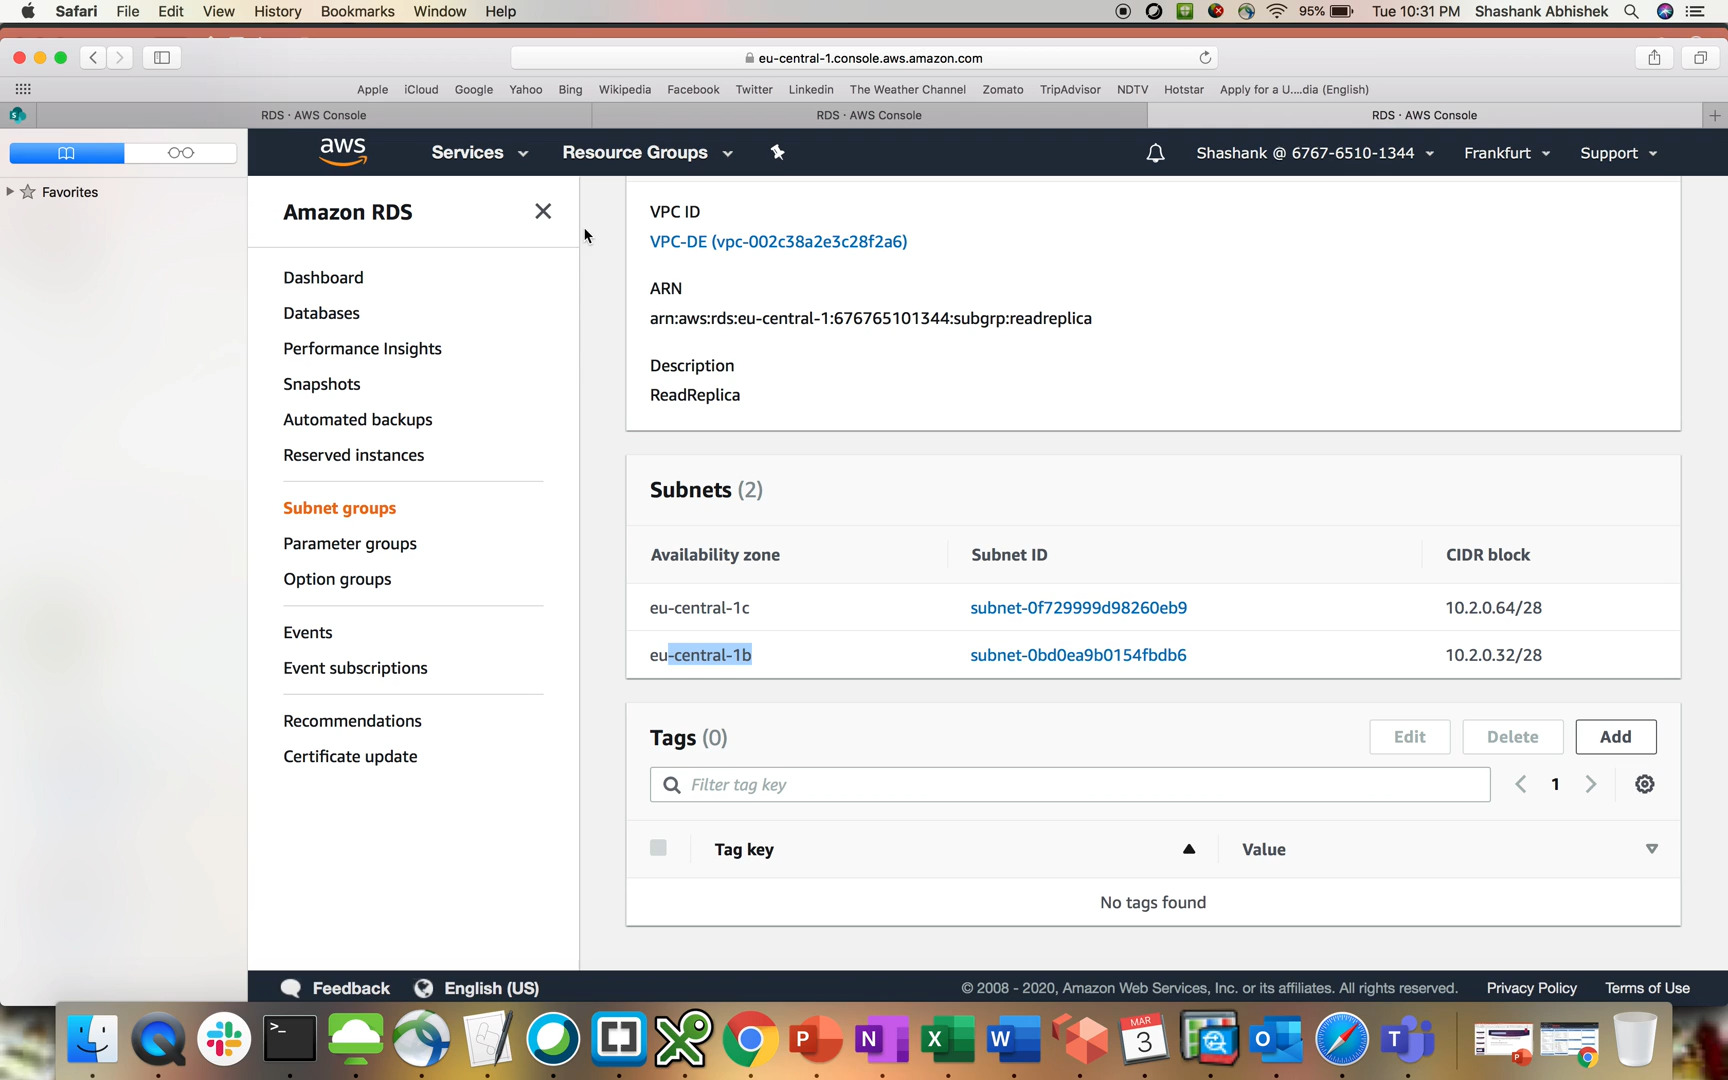 Safari File Edit View History Bookmarks Window Help 95% Tue 10:31 PM Shashank Abhishek
eu-central-1.console.aws.amazon.com
Apple iCloud Google Yahoo Bing Wikipedia Facebook Twitter Linkedin The Weather Channel Zomato TripAdvisor NDTV Hotstar Apply for a U....dia (English)
RDS · AWS Console RDS · AWS Console RDS · AWS Console
aws Services Resource Groups Shashank @ 6767-6510-1344 Frankfurt Support
Favorites
Amazon RDS
Dashboard
Databases
Performance Insights
Snapshots
Automated backups
Reserved instances
Subnet groups
Parameter groups
Option groups
Events
Event subscriptions
Recommendations
Certificate update
VPC ID
VPC-DE (vpc-002c38a2e3c28f2a6)
ARN
arn:aws:rds:eu-central-1:676765101344:subgrp:readreplica
Description
ReadReplica
Subnets (2)
Availability zone Subnet ID CIDR block
eu-central-1c subnet-0f729999d98260eb9 10.2.0.64/28
eu-central-1b subnet-0bd0ea9b0154fbdb6 10.2.0.32/28
Tags (0) Edit Delete Add
Filter tag key 1
Tag key Value
No tags found
Feedback English (US) © 2008 - 2020, Amazon Web Services, Inc. or its affiliates. All rights reserved. Privacy Policy Terms of Use
>_ P N X W MAR 3 O T P